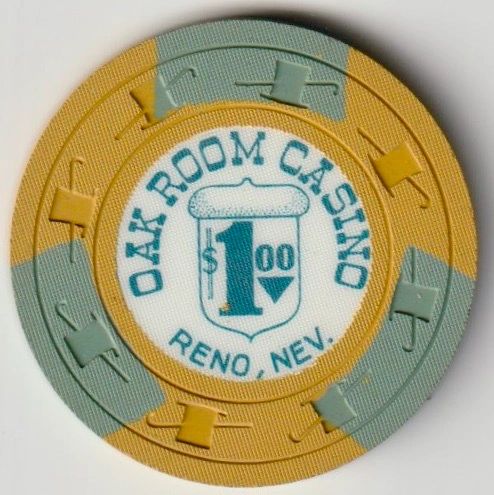 OAK ROOM CASINO
$1.00
RENO, NEV.